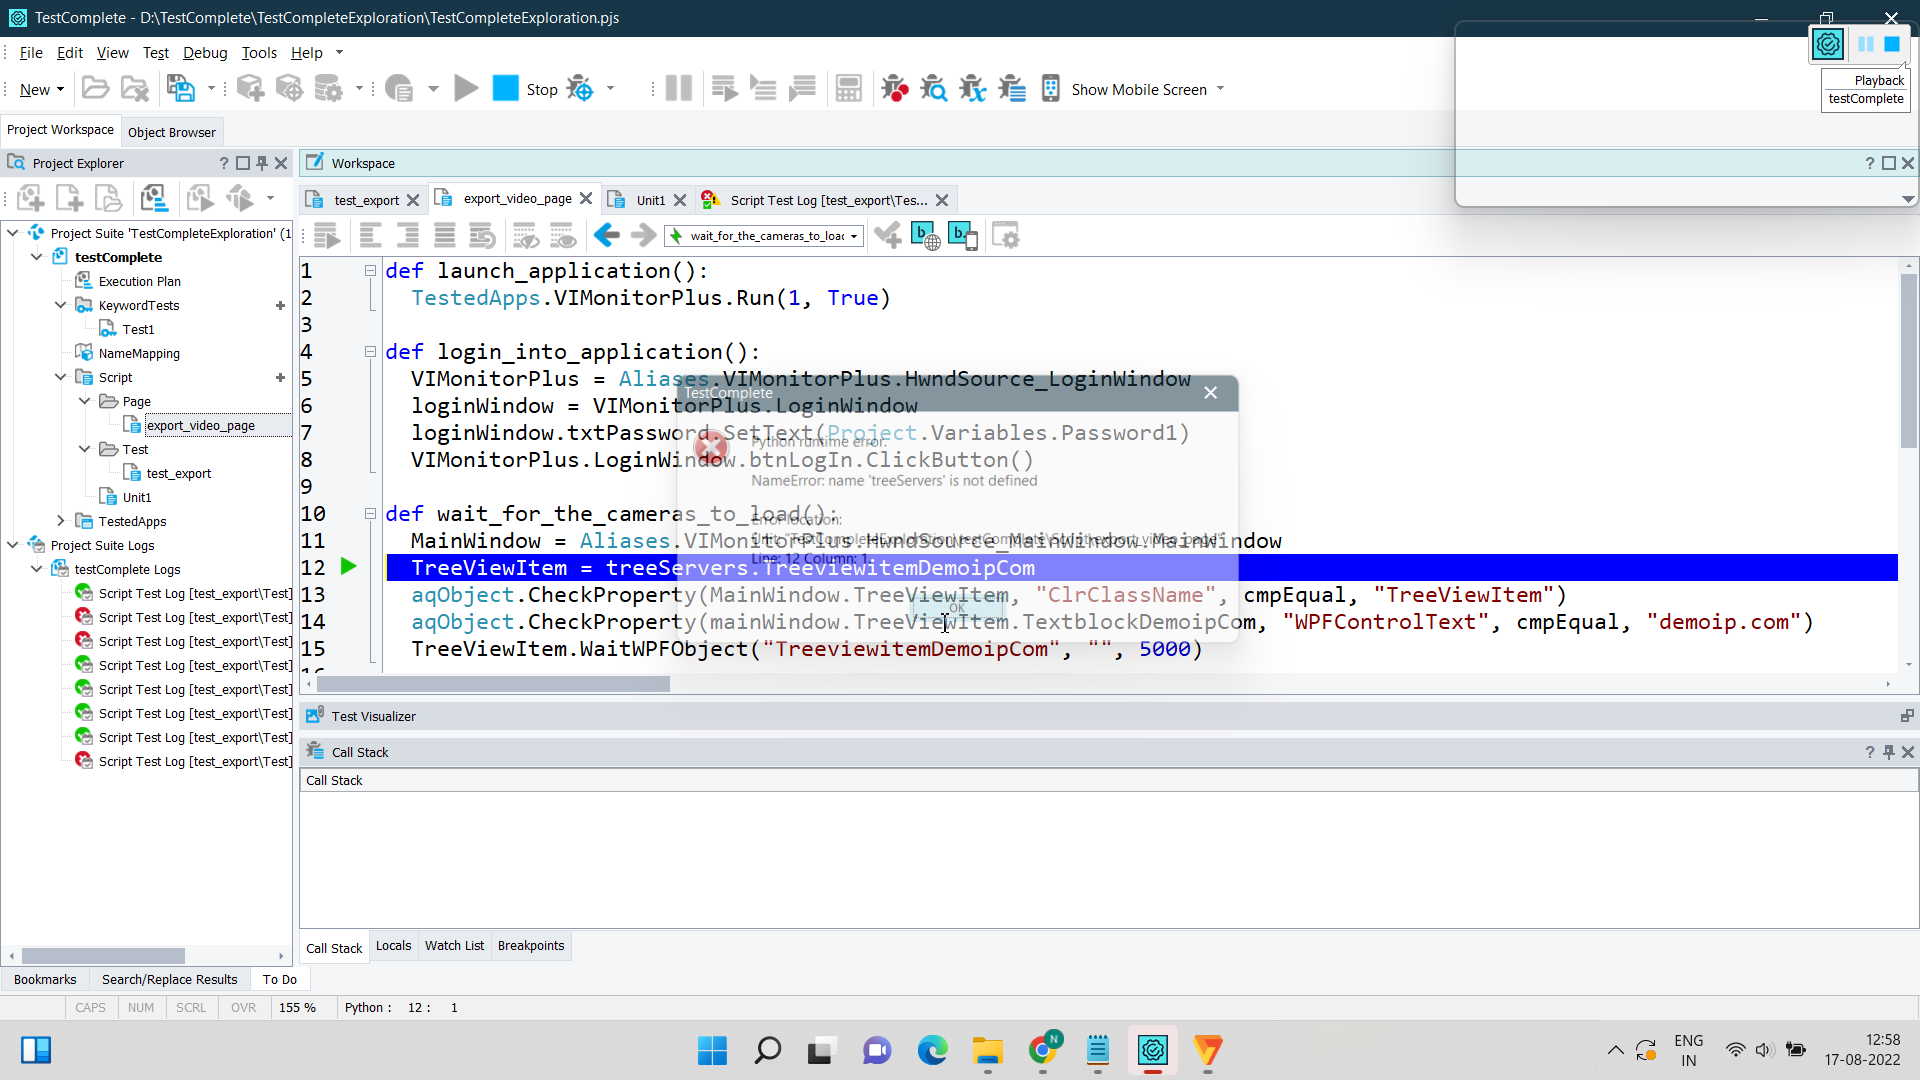 TestComplete - D:\TestComplete\TestCompleteExploration\TestCompleteExploration.pjs
File Edit View Test Debug Tools Help
New
Stop
Show Mobile Screen
Playback
testComplete
Project Workspace
Object Browser
Project Explorer
Workspace
test_export
export_video_page
Unit1
Script Test Log [test_export\Tes...
wait_for_the_cameras_to_loa
Project Suite 'TestCompleteExploration' (1
testComplete
Execution Plan
KeywordTests
Test1
NameMapping
Script
Page
export_video_page
Test
test_export
Unit1
TestedApps
Project Suite Logs
testComplete Logs
Script Test Log [test_export\Test]
Script Test Log [test_export\Test]
Script Test Log [test_export\Test]
Script Test Log [test_export\Test]
Script Test Log [test_export\Test]
Script Test Log [test_export\Test]
Script Test Log [test_export\Test]
Script Test Log [test_export\Test]
1 def launch_application():
2 TestedApps.VIMonitorPlus.Run(1, True)
3
4 def login_into_application():
5 VIMonitorPlus = Aliases.VIMonitorPlus.HwndSource_LoginWindow
6 loginWindow = VIMonitorPlus.LoginWindow
7 loginWindow.txtPassword.SetText(Project.Variables.Password1)
8 VIMonitorPlus.LoginWindow.btnLogIn.ClickButton()
9
10 def wait_for_the_cameras_to_load():
11 MainWindow = Aliases.VIMonitorPlus.HwndSource_MainWindow.MainWindow
12 TreeViewItem = treeServers.TreeviewitemDemoipCom
13 aqObject.CheckProperty(MainWindow.TreeViewItem, "ClrClassName", cmpEqual, "TreeViewItem")
14 aqObject.CheckProperty(mainWindow.TreeViewItem.TextblockDemoipCom, "WPFControlText", cmpEqual, "demoip.com")
15 TreeViewItem.WaitWPFObject("TreeviewitemDemoipCom", "", 5000)
TestComplete
Python runtime error.
NameError: name 'treeServers' is not defined
Error location:
Unit: "TestCompleteExploration\testComplete\Script\export_video_page"
Line: 12 Column: 1.
OK
Test Visualizer
Call Stack
Call Stack
Call Stack
Locals
Watch List
Breakpoints
Bookmarks
Search/Replace Results
To Do
CAPS NUM SCRL OVR 155 % Python : 12 : 1
N
ENG
IN
12:58
17-08-2022